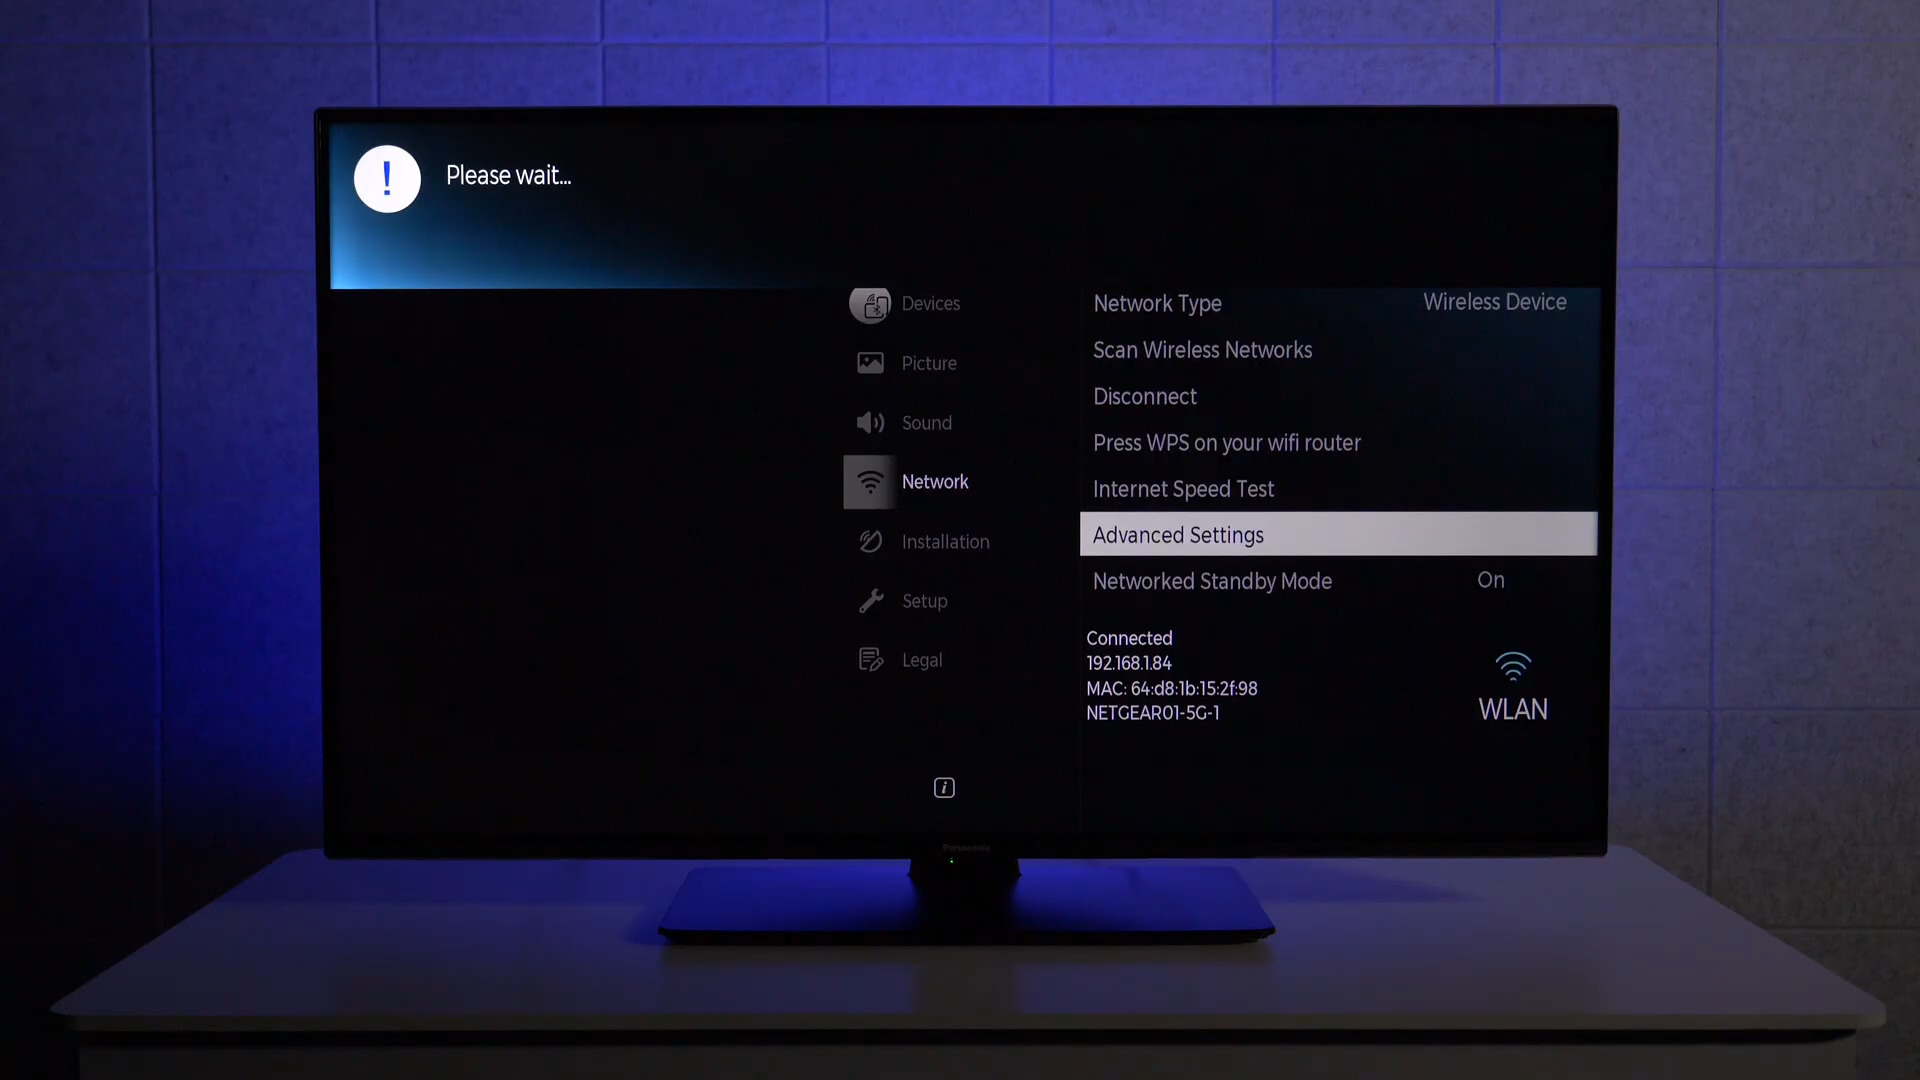 Please wait...
Devices
Picture
Sound
Network
Installation
Setup
Legal
Network Type Wireless Device
Scan Wireless Networks
Disconnect
Press WPS on your wifi router
Internet Speed Test
Advanced Settings
Networked Standby Mode On
Connected
192.168.1.84
MAC: 64:d8:1b:15:2f:98
NETGEAR01-5G-1
WLAN
Panasonic